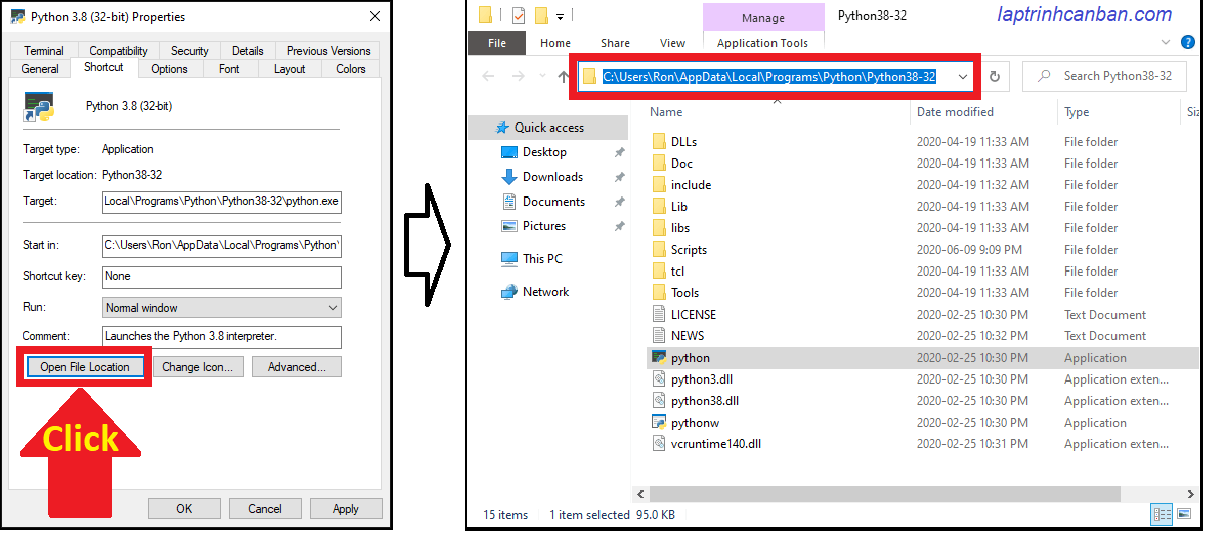 Python 3.8 (32-bit) Properties
Terminal Compatibility Security Details Previous Versions
General Shortcut Options Font Layout Colors
Python 3.8 (32-bit)
Target type: Application
Target location: Python38-32
Target: Local\Programs\Python\Python38-32\python.exe
Start in: C:\Users\Ron\AppData\Local\Programs\Python\
Shortcut key: None
Run: Normal window
Comment: Launches the Python 3.8 interpreter.
Open File Location Change Icon... Advanced...
Click
OK Cancel Apply
Manage Python38-32 laptrinhcanban.com
File Home Share View Application Tools
C:\Users\Ron\AppData\Local\Programs\Python\Python38-32 Search Python38-32
Quick access
Desktop
Downloads
Documents
Pictures
This PC
Network
Name Date modified Type Siz
DLLs 2020-04-19 11:33 AM File folder
Doc 2020-04-19 11:33 AM File folder
include 2020-04-19 11:32 AM File folder
Lib 2020-04-19 11:33 AM File folder
libs 2020-04-19 11:33 AM File folder
Scripts 2020-06-09 9:09 PM File folder
tcl 2020-04-19 11:33 AM File folder
Tools 2020-04-19 11:33 AM File folder
LICENSE 2020-02-25 10:30 PM Text Document
NEWS 2020-02-25 10:32 PM Text Document
python 2020-02-25 10:30 PM Application
python3.dll 2020-02-25 10:30 PM Application exten...
python38.dll 2020-02-25 10:30 PM Application exten...
pythonw 2020-02-25 10:30 PM Application
vcruntime140.dll 2020-02-25 10:31 PM Application exten...
15 items 1 item selected 95.0 KB